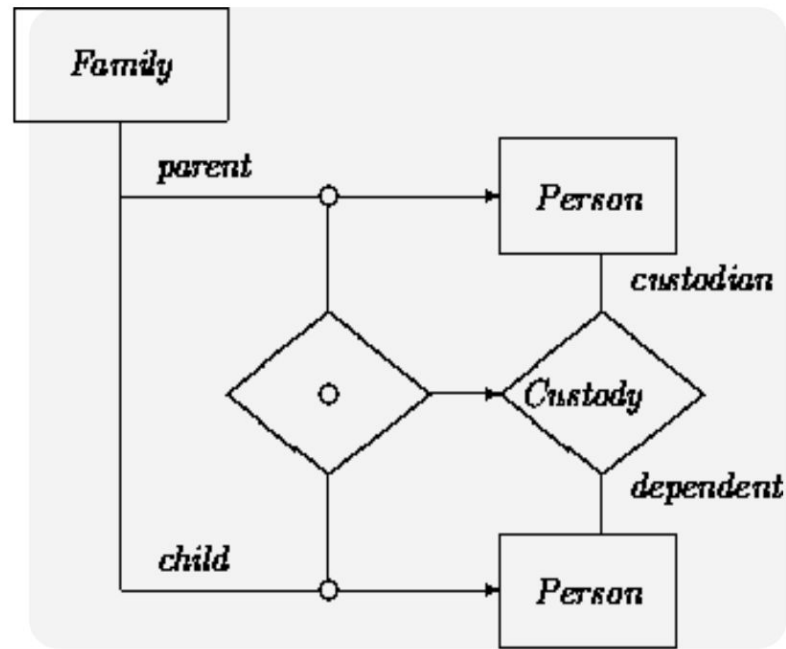 Family
parent
Person
custodian
Custody
dependent
child
Person